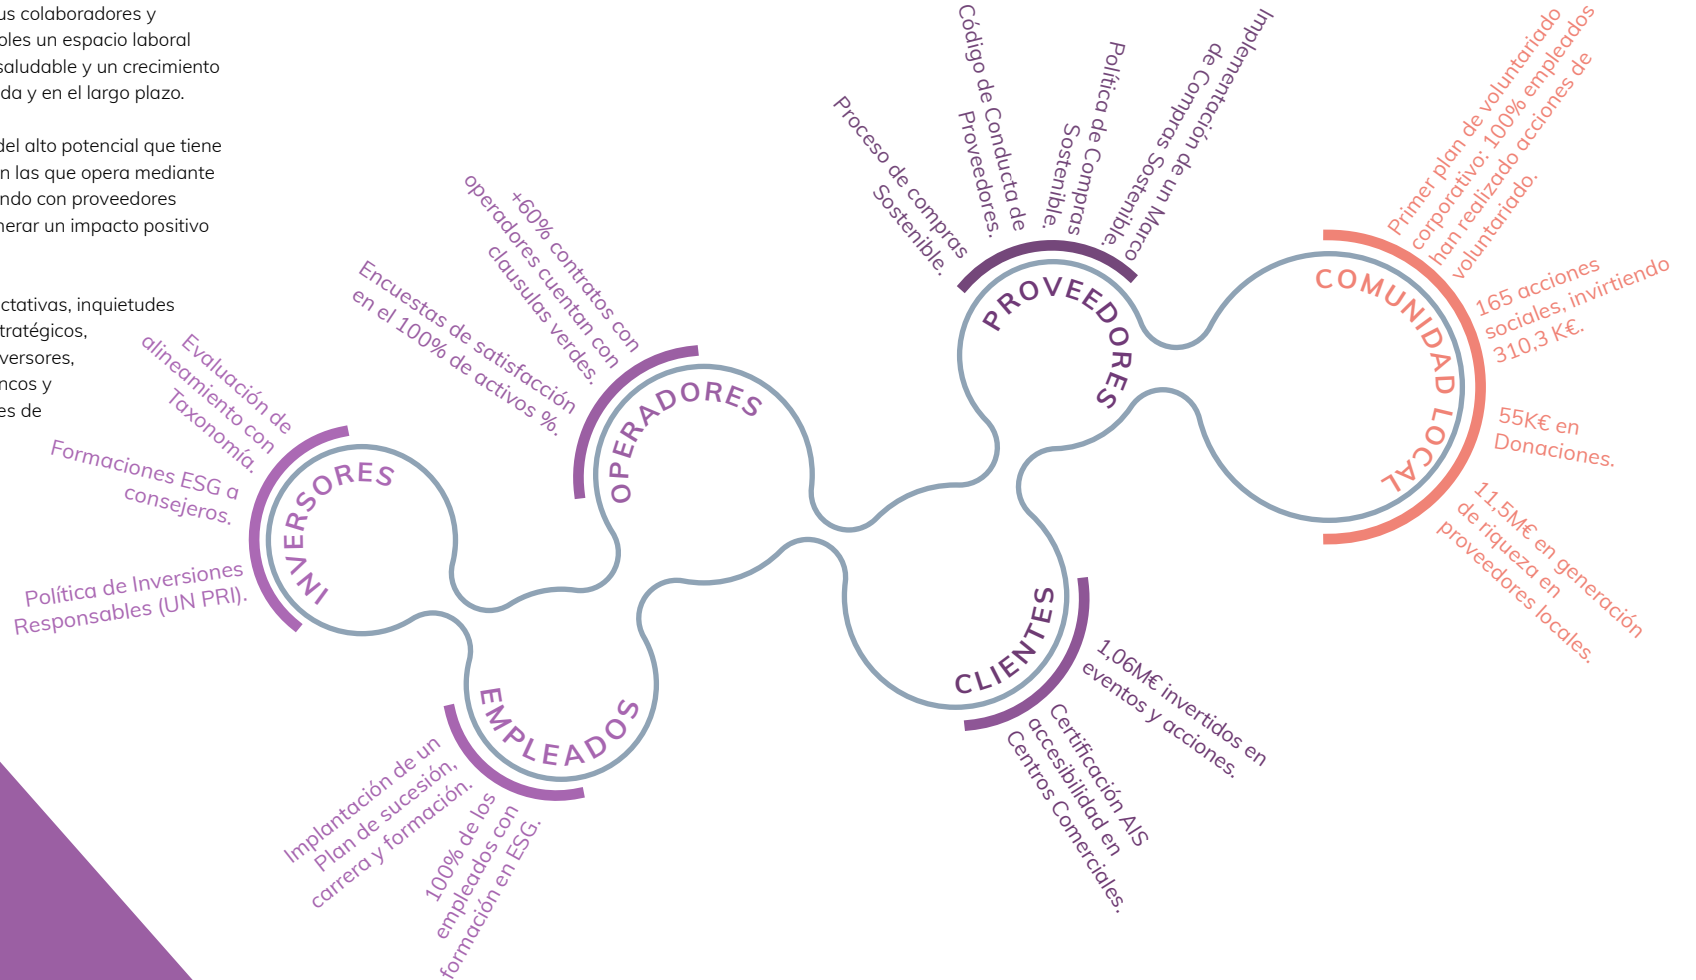 us colaboradores y
oles un espacio laboral
saludable y un crecimiento
da y en el largo plazo.
del alto potencial que tiene
n las que opera mediante
ndo con proveedores
nerar un impacto positivo
ctativas, inquietudes
tratégicos,
versores,
ncos y
es de
INVERSORES
Evaluación de
alineamiento con
Taxonomía.
Formaciones ESG a
consejeros.
Política de Inversiones
Responsables (UN PRI).
EMPLEADOS
Implantación de un
Plan de sucesión,
carrera y formación.
100% de los
empleados con
formación en ESG.
OPERADORES
+60% contratos con
operadores cuentan con
clausulas verdes.
Encuestas de satisfacción
en el 100% de activos %.
CLIENTES
1,06M€ invertidos en
eventos y acciones.
Certificación AIS
accesibilidad en
Centros Comerciales.
PROVEEDORES
Proceso de compras
Sostenible.
Código de Conducta de
Proveedores.
Política de Compras
Sostenible.
Implementación de un Marco
de Compras Sostenible.
COMUNIDAD LOCAL
Primer plan de voluntariado
corporativo: 100% empleados
han realizado acciones de
voluntariado.
165 acciones
sociales, invirtiendo
310,3 K€.
55K€ en
Donaciones.
11,5M€ en generación
de riqueza en
proveedores locales.